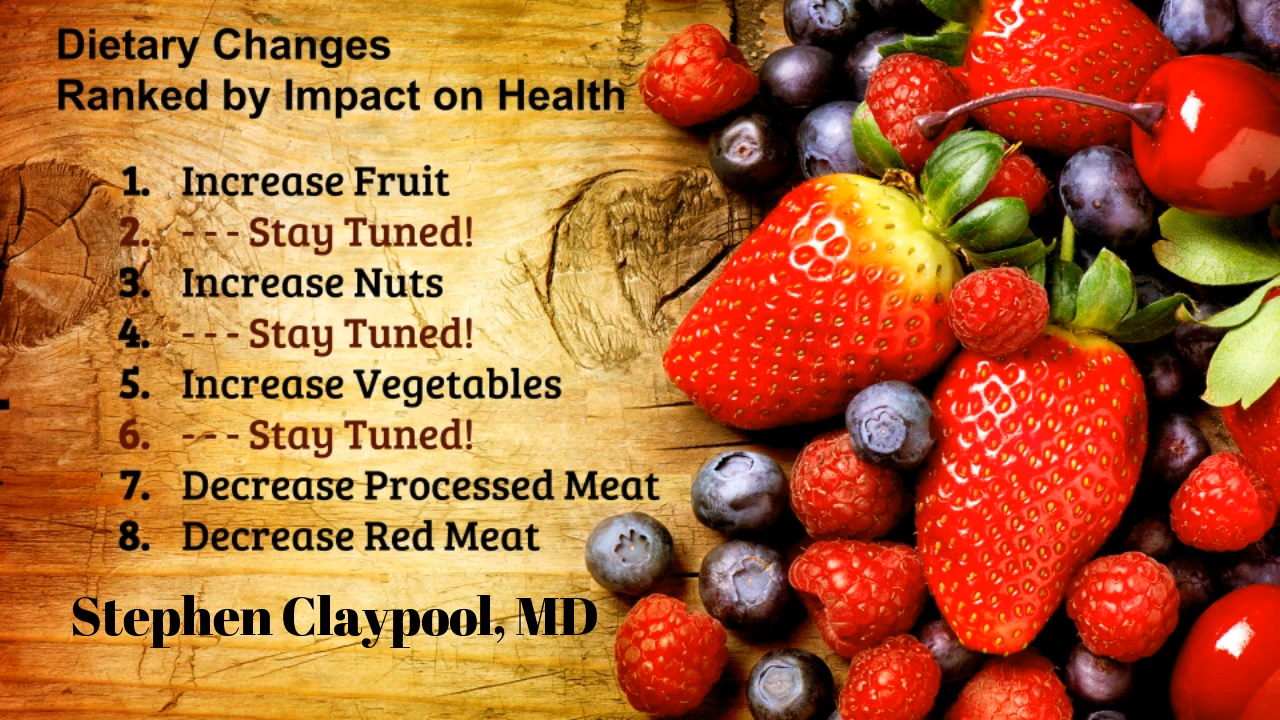 Dietary Changes
Ranked by Impact on Health
1. Increase Fruit
2. - - - Stay Tuned!
3. Increase Nuts
4. - - - Stay Tuned!
5. Increase Vegetables
6. - - - Stay Tuned!
7. Decrease Processed Meat
8. Decrease Red Meat
Stephen Claypool, MD